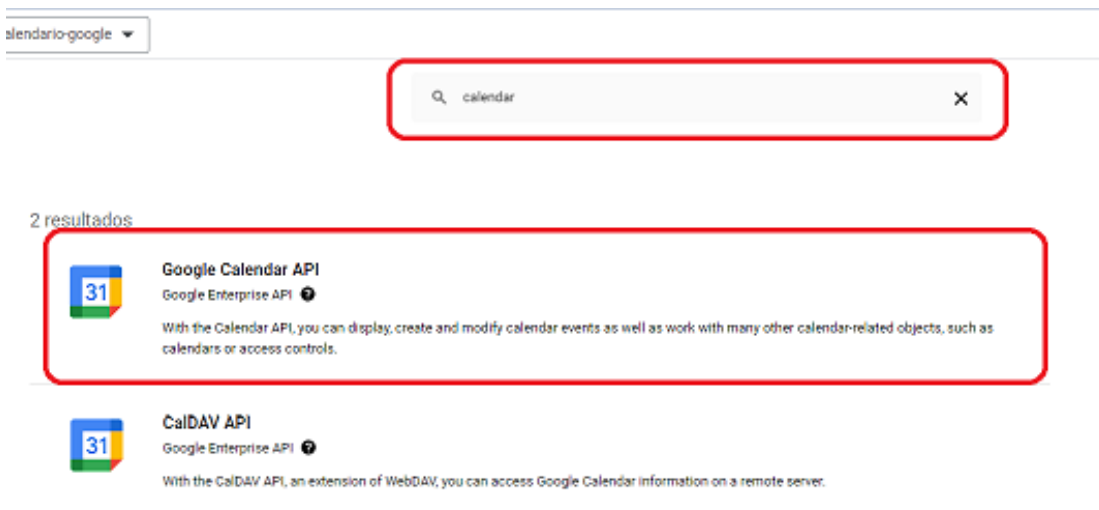 alendario-google
calendar
2 resultados
31
Google Calendar API
Google Enterprise API
With the Calendar API, you can display, create and modify calendar events as well as work with many other calendar-related objects, such as
calendars or access controls.
31
CalDAV API
Google Enterprise API
With the CalDAV API, an extension of WebDAV, you can access Google Calendar information on a remote server.